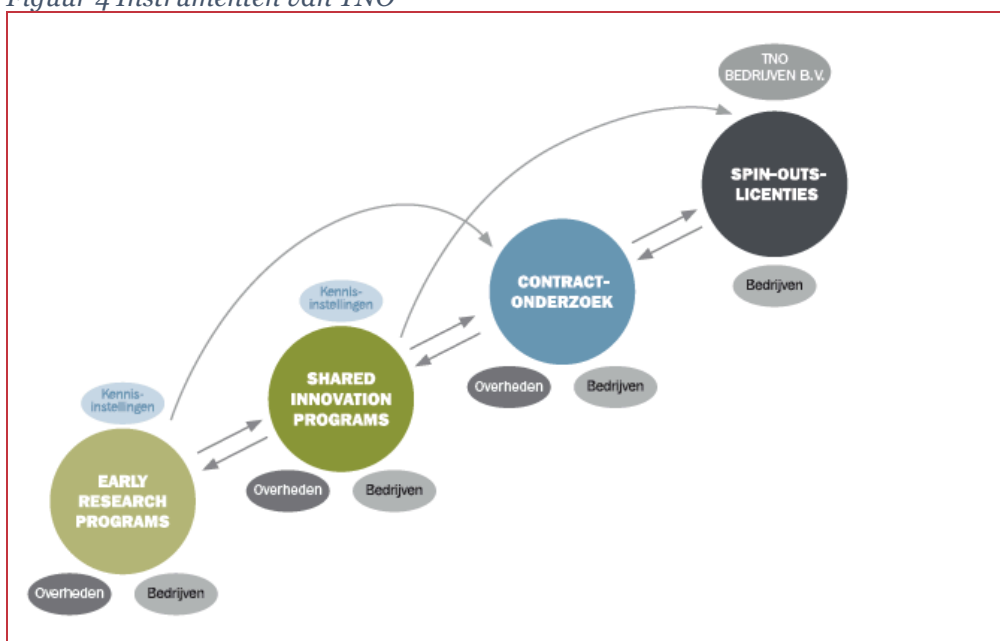 Figuur 4 Instrumenten van TNO
TNO
BEDRIJVEN B.V.
SPIN-OUTS-
LICENTIES
Bedrijven
CONTRACT-
ONDERZOEK
Overheden
Bedrijven
Kennis-
instellingen
SHARED
INNOVATION
PROGRAMS
Overheden
Bedrijven
Kennis-
instellingen
EARLY
RESEARCH
PROGRAMS
Overheden
Bedrijven